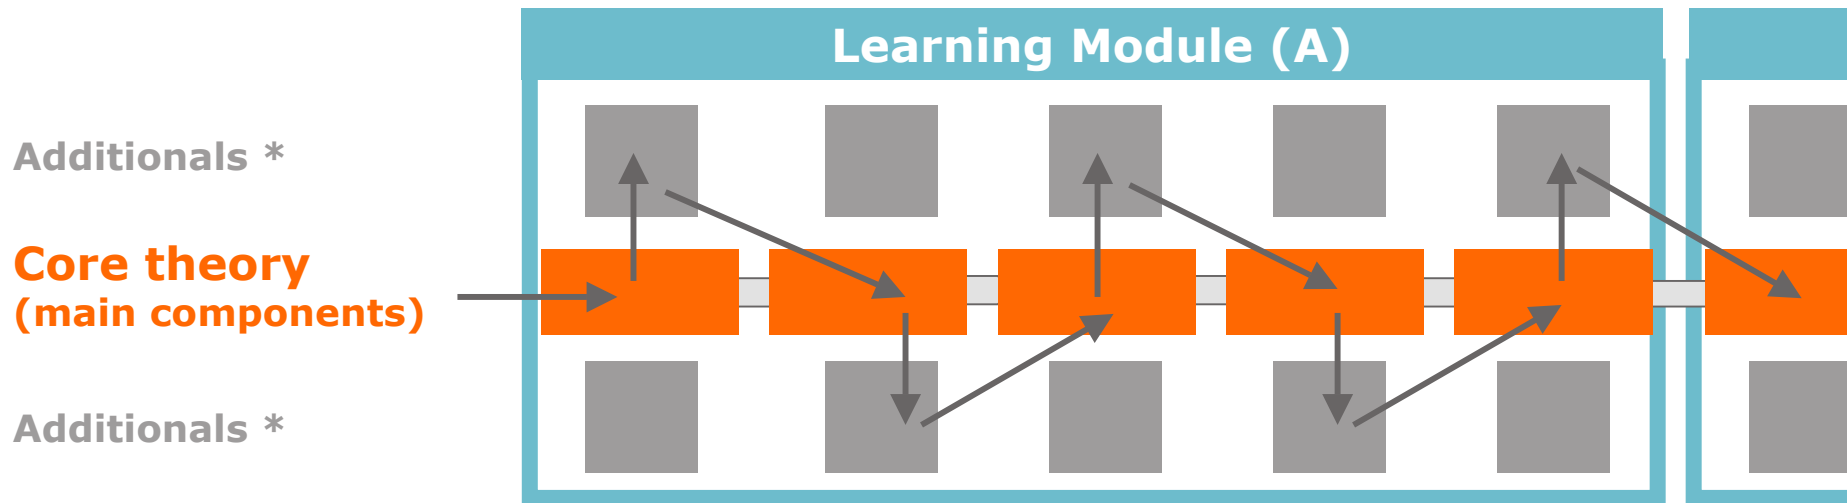 Learning Module (A)
Additionals *
Core theory
(main components)
Additionals *